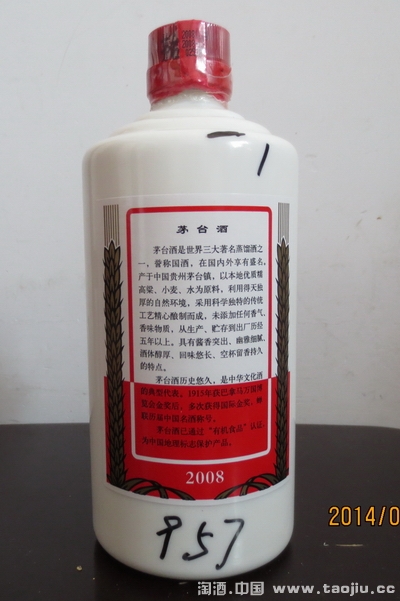 1
茅台酒
茅台酒是世界三大著名蒸馏酒之
一，誉称国酒，在国内外享有盛名，
产于中国贵州茅台镇，以本地优质糯
高粱、小麦、水为原料，利用得天独
厚的自然环境，采用科学独特的传统
工艺精心酿制而成，未添加任何香气、
香味物质，从生产、贮存到出厂历经
五年以上。具有酱香突出、幽雅细腻、
酒体醇厚、回味悠长、空杯留香持久
的特点。
茅台酒历史悠久，是中华文化酒
的典型代表。1915年获巴拿马万国博
览会金奖后，多次获得国际金奖，蝉
联历届中国名酒称号。
茅台酒已通过“有机食品”认证，
为中国地理标志保护产品。
2008
957
2014/0
淘酒.中国 www.taojiu.cc